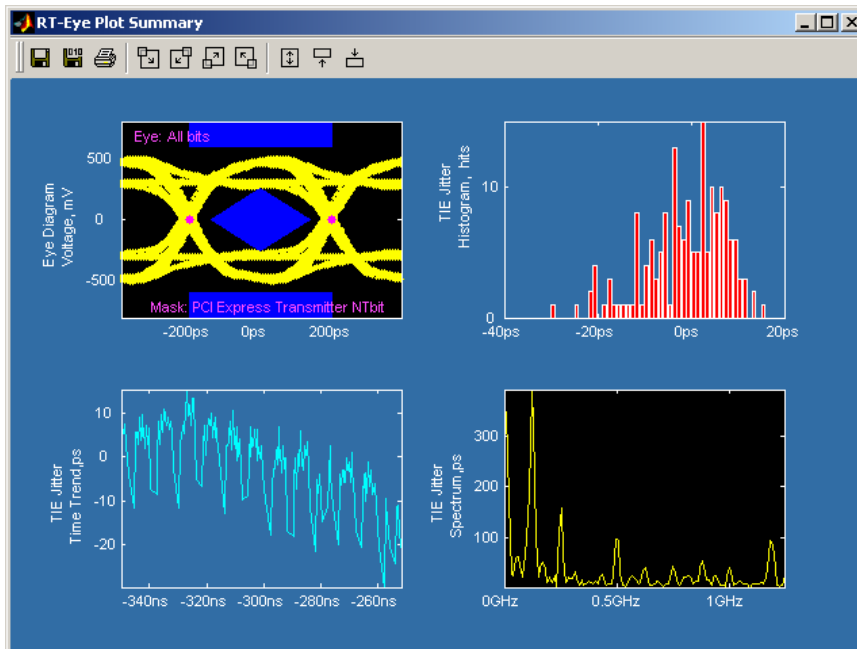 RT-Eye Plot Summary
010
Eye: All bits
500
0
-500
Eye Diagram
Voltage, mV
Mask: PCI Express Transmitter NTbit
-200ps 0ps 200ps
10
0
TIE Jitter
Histogram, hits
-40ps -20ps 0ps 20ps
10
0
-10
-20
TIE Jitter
Time Trend,ps
-340ns -320ns -300ns -280ns -260ns
300
200
100
TIE Jitter
Spectrum,ps
0GHz 0.5GHz 1GHz